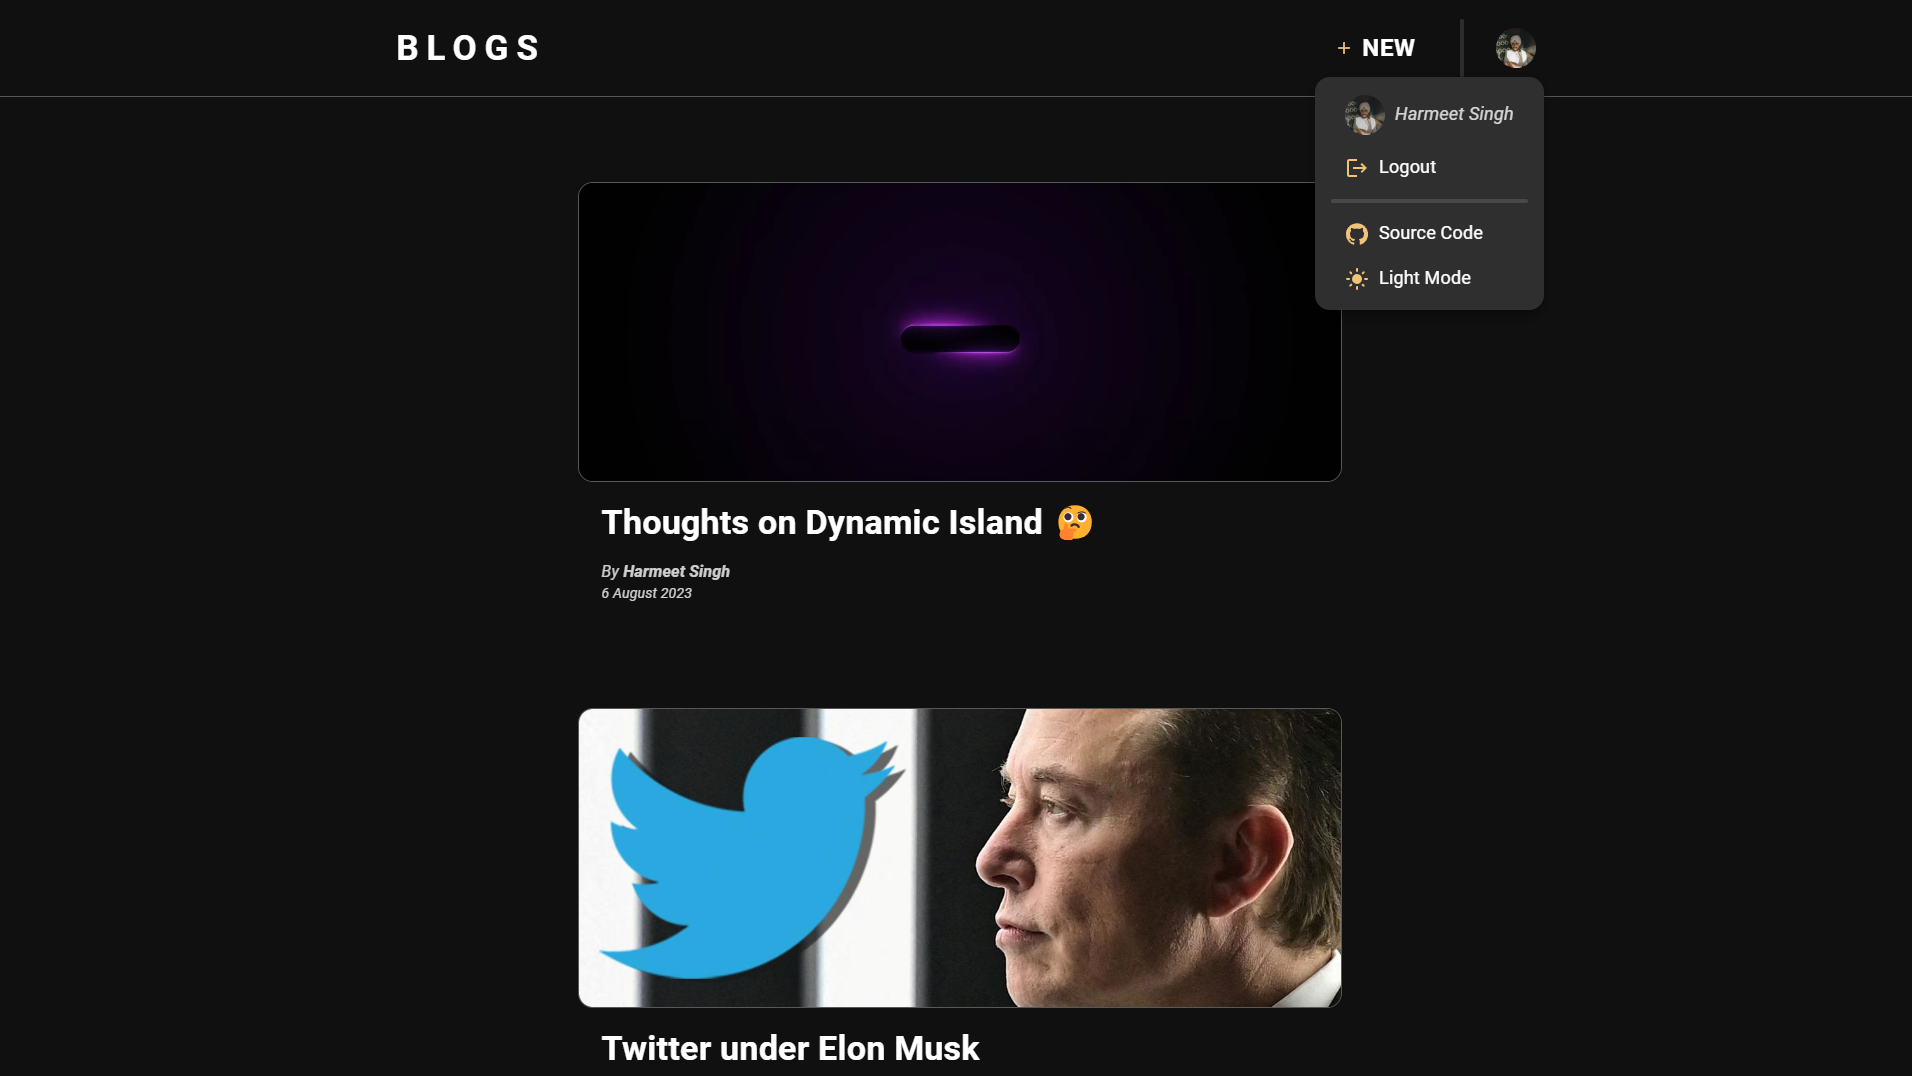 BLOGS
+ NEW
Harmeet Singh
Logout
Source Code
Light Mode
Thoughts on Dynamic Island 🤔
By Harmeet Singh
6 August 2023
Twitter under Elon Musk